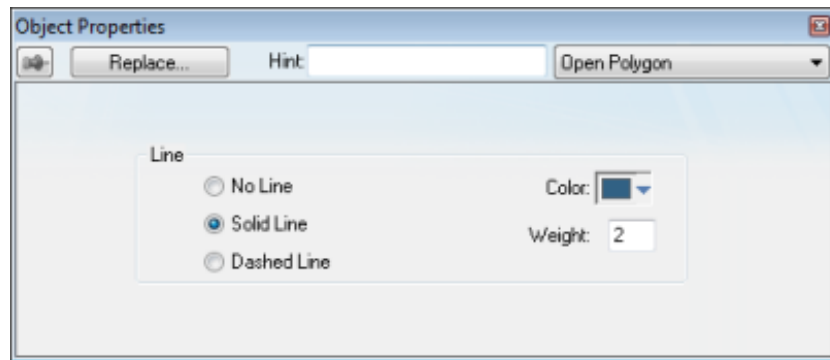 Object Properties
Replace... Hint: Open Polygon
Line
No Line Color:
Solid Line
Weight: 2
Dashed Line